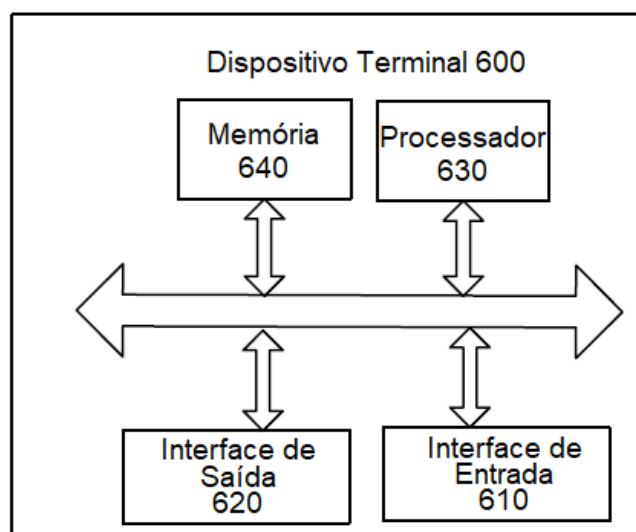 Dispositivo Terminal 600
Memória
640
Processador
630
Interface de
Saída
620
Interface de
Entrada
610